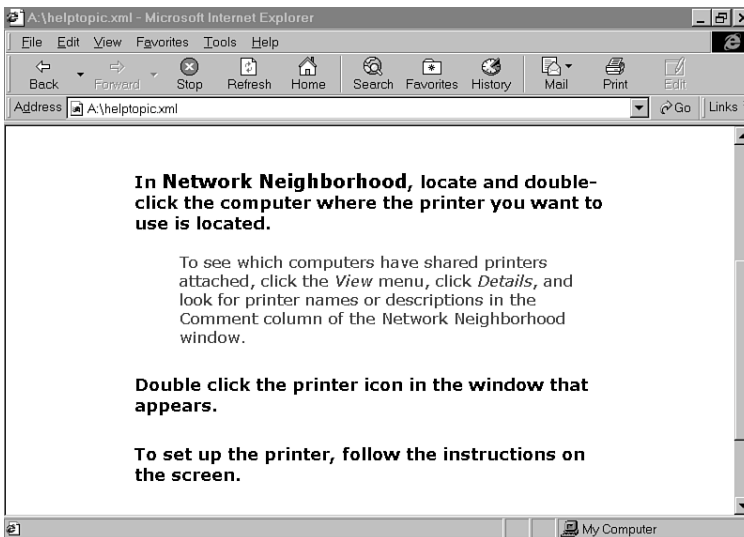 A:\helptopic.xml - Microsoft Internet Explorer
File Edit View Favorites Tools Help
Back Forward Stop Refresh Home Search Favorites History Mail Print Edit
Address A:\helptopic.xml Go Links
In Network Neighborhood, locate and double-
click the computer where the printer you want to
use is located.
To see which computers have shared printers
attached, click the View menu, click Details, and
look for printer names or descriptions in the
Comment column of the Network Neighborhood
window.
Double click the printer icon in the window that
appears.
To set up the printer, follow the instructions on
the screen.
My Computer